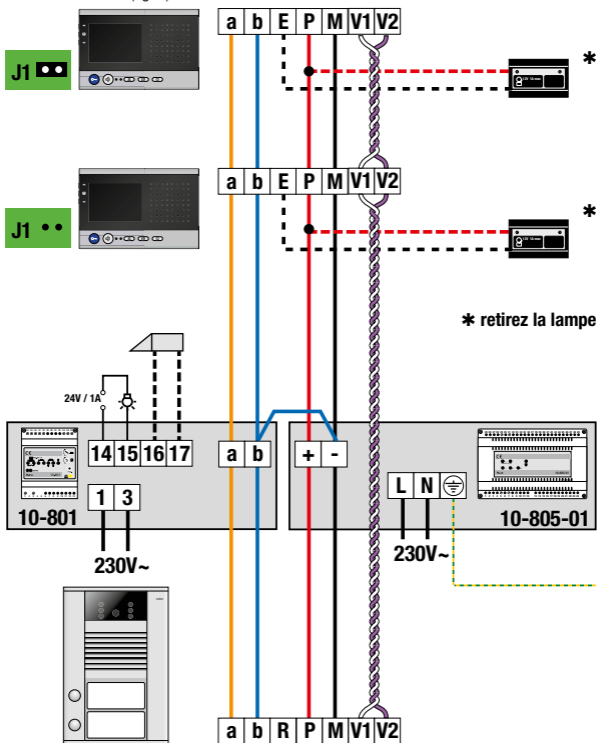 a b E P M V1 V2
J1
*
a b E P M V1 V2
J1
*
* retirez la lampe
24V / 1A
14 15 16 17
a b
+ -
L N
1 3
10-801
10-805-01
230V~
230V~
a b R P M V1 V2